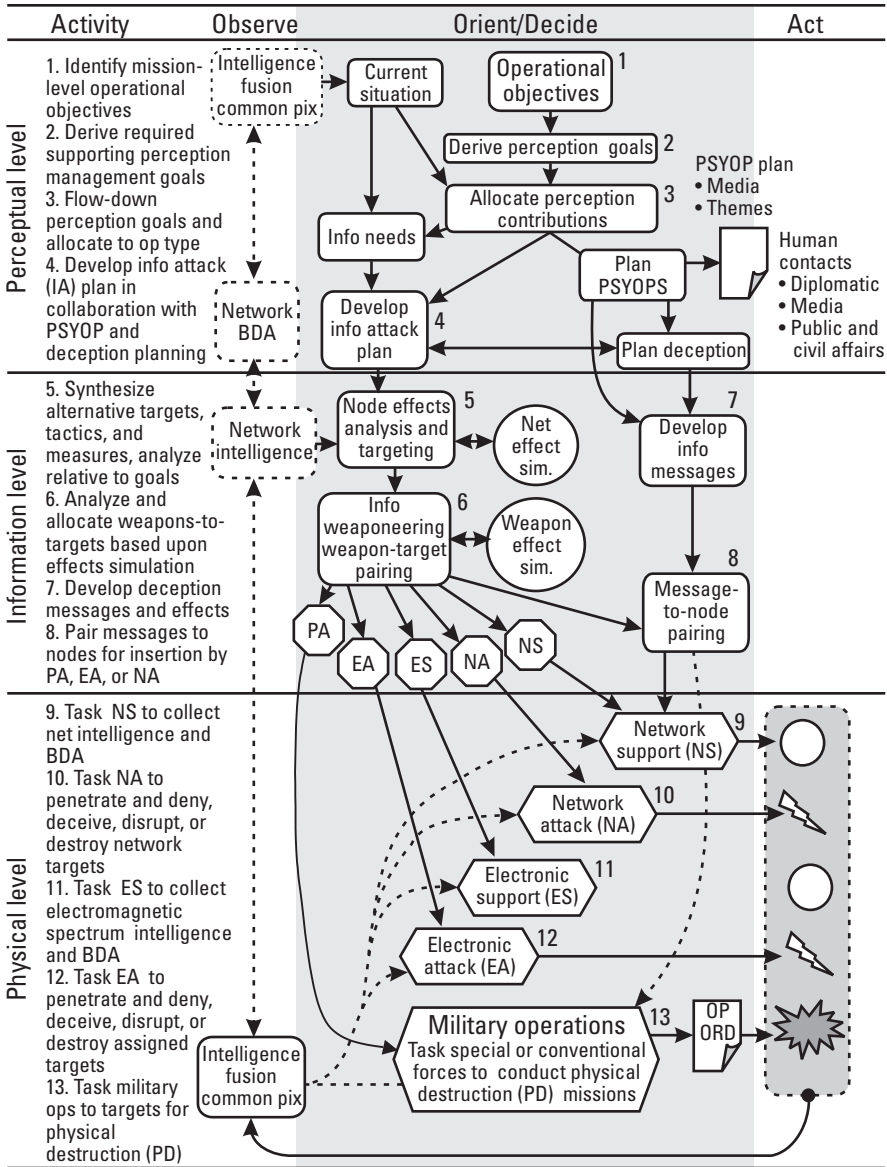 Activity
Observe
Orient/Decide
Act
Perceptual level
1. Identify mission-
level operational
objectives
2. Derive required
supporting perception
management goals
3. Flow-down
perception goals and
allocate to op type
4. Develop info attack
(IA) plan in
collaboration with
PSYOP and
deception planning
Intelligence
fusion
common pix
Current
situation
Operational
objectives
1
Derive perception goals
2
Allocate perception
contributions
3
Info needs
PSYOP plan
• Media
• Themes
Plan
PSYOPS
Human
contacts
• Diplomatic
• Media
• Public and
civil affairs
Network
BDA
Develop
info attack
plan
4
Plan deception
Information level
5. Synthesize
alternative targets,
tactics, and
measures, analyze
relative to goals
6. Analyze and
allocate weapons-to-
targets based upon
effects simulation
7. Develop deception
messages and effects
8. Pair messages to
nodes for insertion by
PA, EA, or NA
Network
intelligence
Node effects
analysis and
targeting
5
Net
effect
sim.
7
Develop
info
messages
Info
weaponeering
weapon-target
pairing
6
Weapon
effect
sim.
8
Message-
to-node
pairing
PA
EA
ES
NA
NS
Physical level
9. Task NS to collect
net intelligence and
BDA
10. Task NA to
penetrate and deny,
deceive, disrupt, or
destroy network
targets
11. Task ES to collect
electromagnetic
spectrum intelligence
and BDA
12. Task EA to
penetrate and deny,
deceive, disrupt, or
destroy assigned
targets
13. Task military
ops to targets for
physical
destruction (PD)
Network
support (NS)
9
Network
attack (NA)
10
Electronic
support (ES)
11
Electronic
attack (EA)
12
Intelligence
fusion
common pix
Military operations
Task special or conventional
forces to conduct physical
destruction (PD) missions
13
OP
ORD